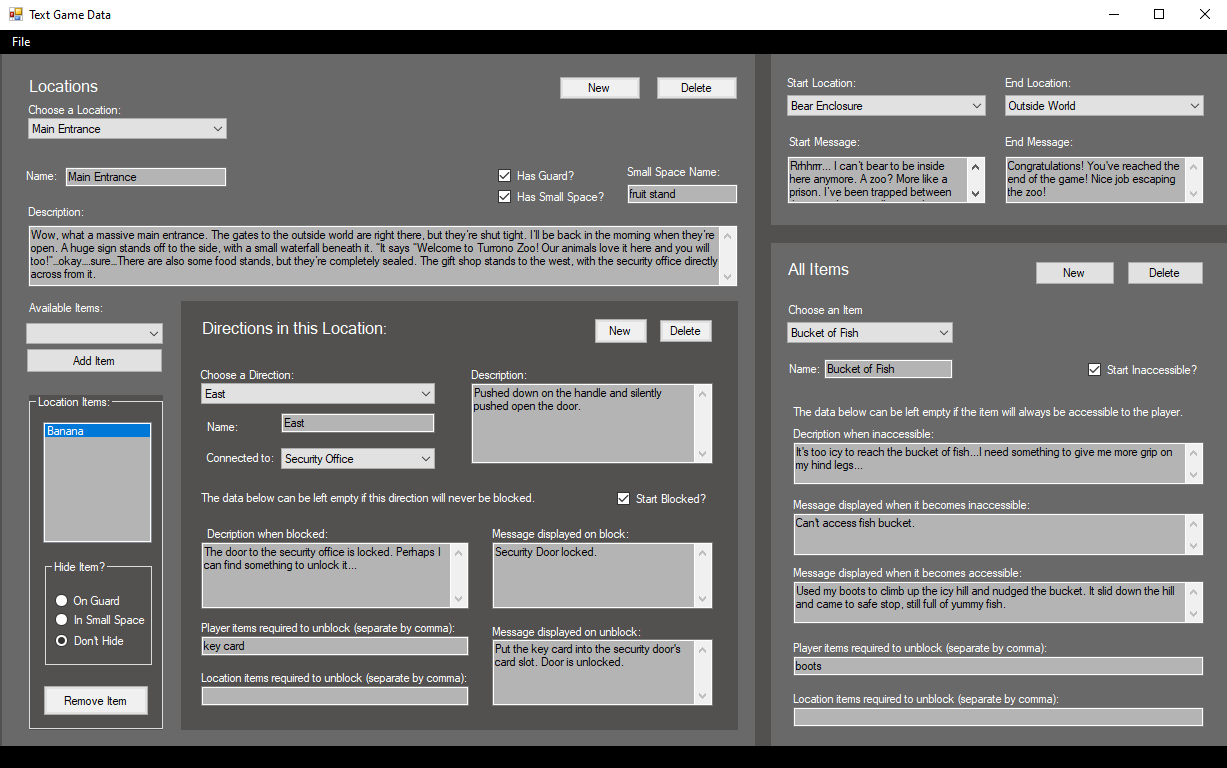 Text Game Data
File
Locations
New
Delete
Choose a Location:
Main Entrance
Name:
Main Entrance
Has Guard?
Has Small Space?
Small Space Name:
fruit stand
Description:
Wow, what a massive main entrance. The gates to the outside world are right there, but they're shut tight. I'll be back in the morning when they're
open. A huge sign stands off to the side, with a small waterfall beneath it. "It says "Welcome to Turrono Zoo! Our animals love it here and you will
too!"...okay....sure...There are also some food stands, but they're completely sealed. The gift shop stands to the west, with the security office directly
across from it.
Available Items:
Add Item
Location Items:
Banana
Hide Item?
On Guard
In Small Space
Don't Hide
Remove Item
Directions in this Location:
New
Delete
Choose a Direction:
East
Name:
East
Connected to:
Security Office
Description:
Pushed down on the handle and silently
pushed open the door.
The data below can be left empty if this direction will never be blocked.
Start Blocked?
Decription when blocked:
The door to the security office is locked. Perhaps I
can find something to unlock it...
Message displayed on block:
Security Door locked.
Player items required to unblock (separate by comma):
key card
Location items required to unblock (separate by comma):
Message displayed on unblock:
Put the key card into the security door's
card slot. Door is unlocked.
Start Location:
Bear Enclosure
End Location:
Outside World
Start Message:
Rrhhrrr... I can't bear to be inside
here anymore. A zoo? More like a
prison. I've been trapped between
End Message:
Congratulations! You've reached the
end of the game! Nice job escaping
the zoo!
All Items
New
Delete
Choose an Item
Bucket of Fish
Name:
Bucket of Fish
Start Inaccessible?
The data below can be left empty if the item will always be accessible to the player.
Decription when inaccessible:
It's too icy to reach the bucket of fish...I need something to give me more grip on
my hind legs...
Message displayed when it becomes inaccessible:
Can't access fish bucket.
Message displayed when it becomes accessible:
Used my boots to climb up the icy hill and nudged the bucket. It slid down the hill
and came to safe stop, still full of yummy fish.
Player items required to unblock (separate by comma):
boots
Location items required to unblock (separate by comma):